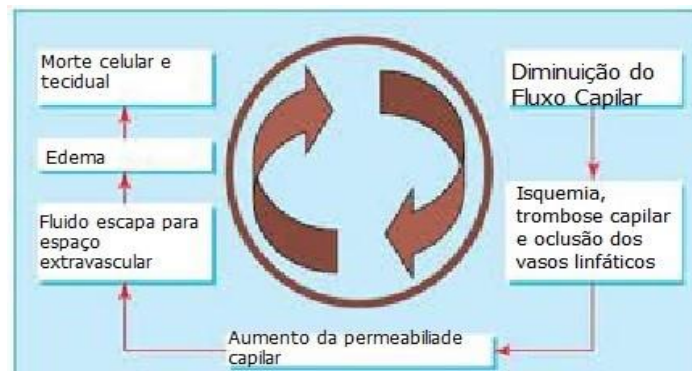 Morte celular e
tecidual
Edema
Fluido escapa para
espaço
extravascular
Diminuição do
Fluxo Capilar
Isquemia,
trombose capilar
e oclusão dos
vasos linfáticos
Aumento da permeabiliade
capilar